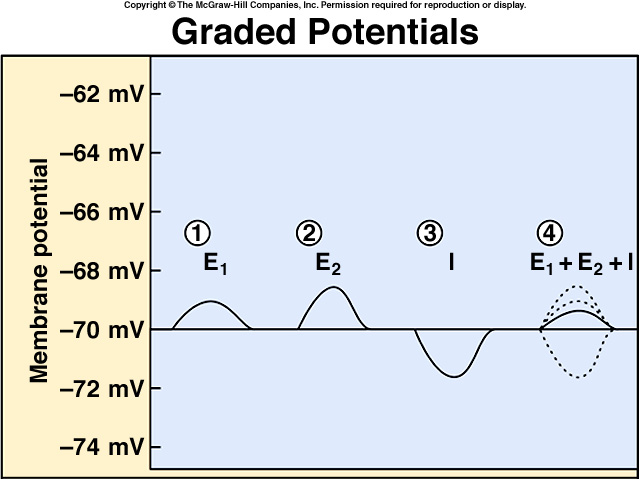 Copyright © The McGraw-Hill Companies, Inc. Permission required for reproduction or display.
Graded Potentials
Membrane potential
–62 mV
–64 mV
–66 mV
–68 mV
–70 mV
–72 mV
–74 mV
1
E1
2
E2
3
I
4
E1 + E2 + I